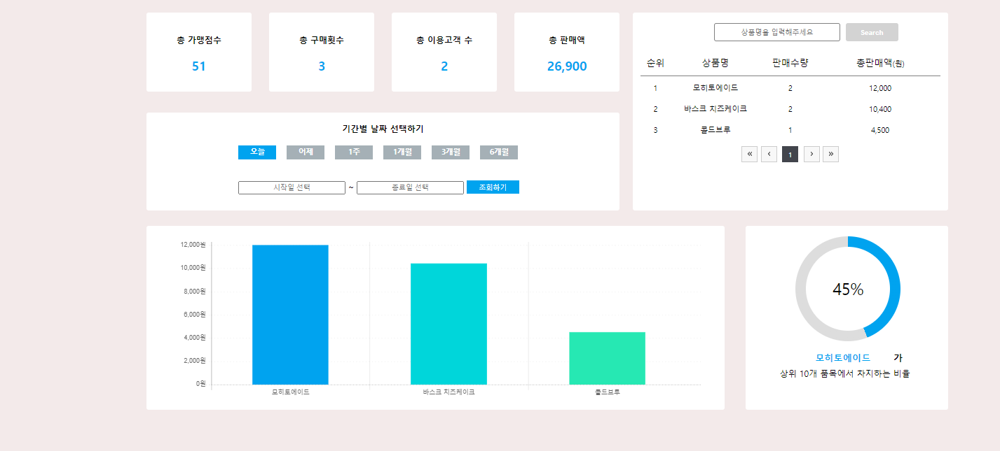 총 가맹점수
51
총 구매횟수
3
총 이용고객 수
2
총 판매액
26,900
기간별 날짜 선택하기
오늘 어제 1주 1개월 3개월 6개월
시작일 선택 ~ 종료일 선택 조회하기
상품명을 입력해주세요 Search
순위 상품명 판매수량 총판매액(원)
1 모히토에이드 2 12,000
2 바스크 치즈케이크 2 10,400
3 콜드브루 1 4,500
« ‹ 1 › »
12,000원
10,000원
8,000원
6,000원
4,000원
2,000원
0원
모히토에이드 바스크 치즈케이크 콜드브루
45%
모히토에이드 가
상위 10개 품목에서 차지하는 비율